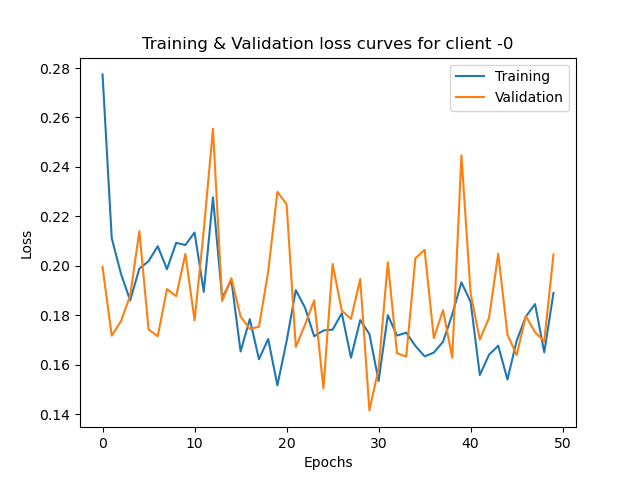 Training & Validation loss curves for client -0
Training
Validation
0.28
0.26
0.24
0.22
0.20
0.18
0.16
0.14
Loss
0
10
20
30
40
50
Epochs